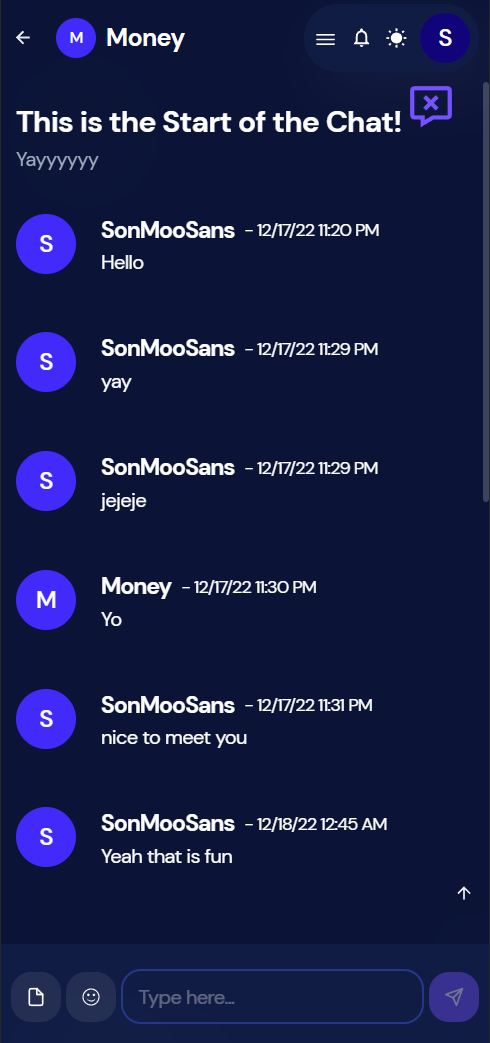 M Money S
This is the Start of the Chat!
Yayyyyyy
S SonMooSans - 12/17/22 11:20 PM
Hello
S SonMooSans - 12/17/22 11:29 PM
yay
S SonMooSans - 12/17/22 11:29 PM
jejeje
M Money - 12/17/22 11:30 PM
Yo
S SonMooSans - 12/17/22 11:31 PM
nice to meet you
S SonMooSans - 12/18/22 12:45 AM
Yeah that is fun
Type here...